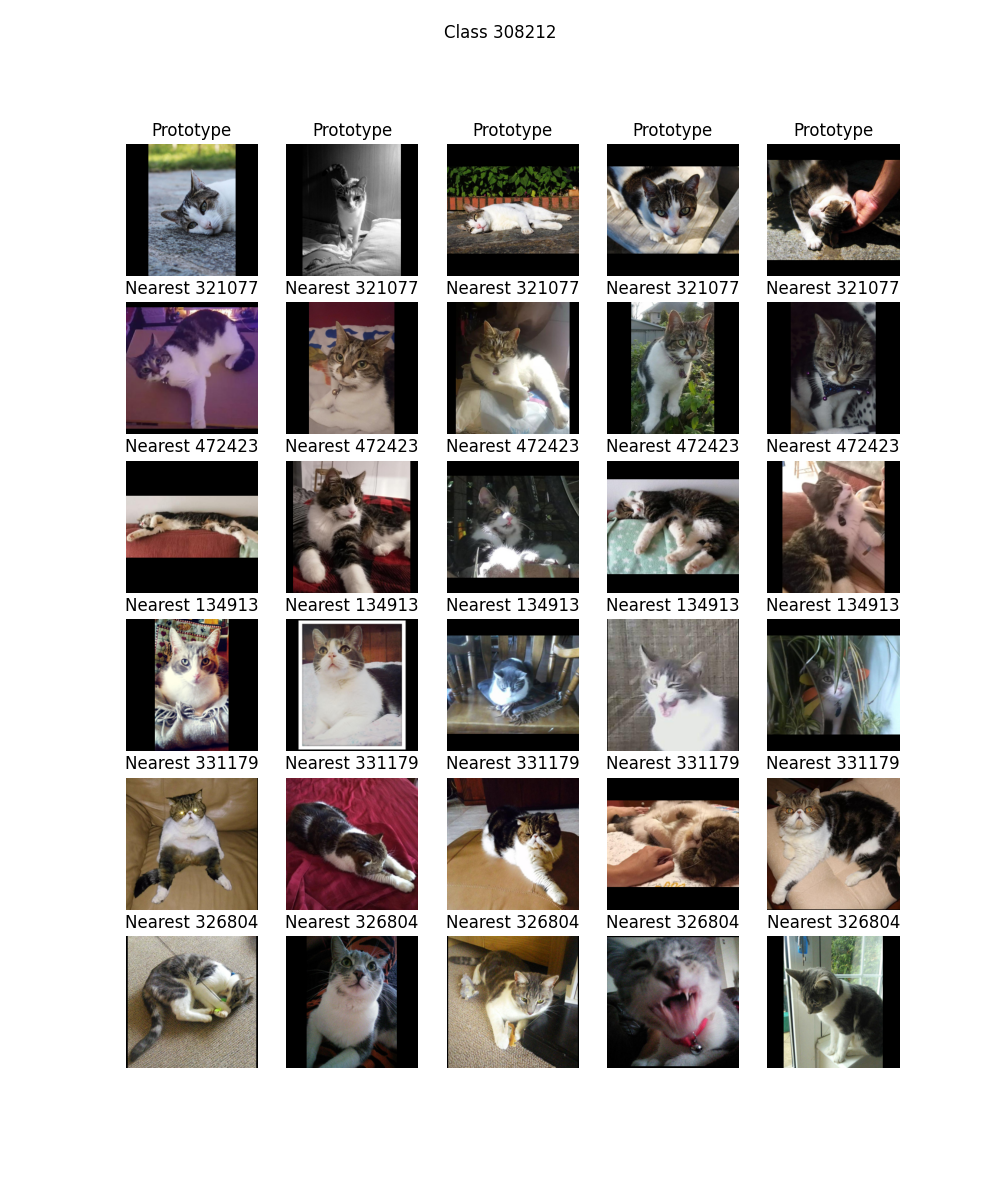 Class 308212
Prototype Prototype Prototype Prototype Prototype
Nearest 321077 Nearest 321077 Nearest 321077 Nearest 321077 Nearest 321077
Nearest 472423 Nearest 472423 Nearest 472423 Nearest 472423 Nearest 472423
Nearest 134913 Nearest 134913 Nearest 134913 Nearest 134913 Nearest 134913
Nearest 331179 Nearest 331179 Nearest 331179 Nearest 331179 Nearest 331179
Nearest 326804 Nearest 326804 Nearest 326804 Nearest 326804 Nearest 326804